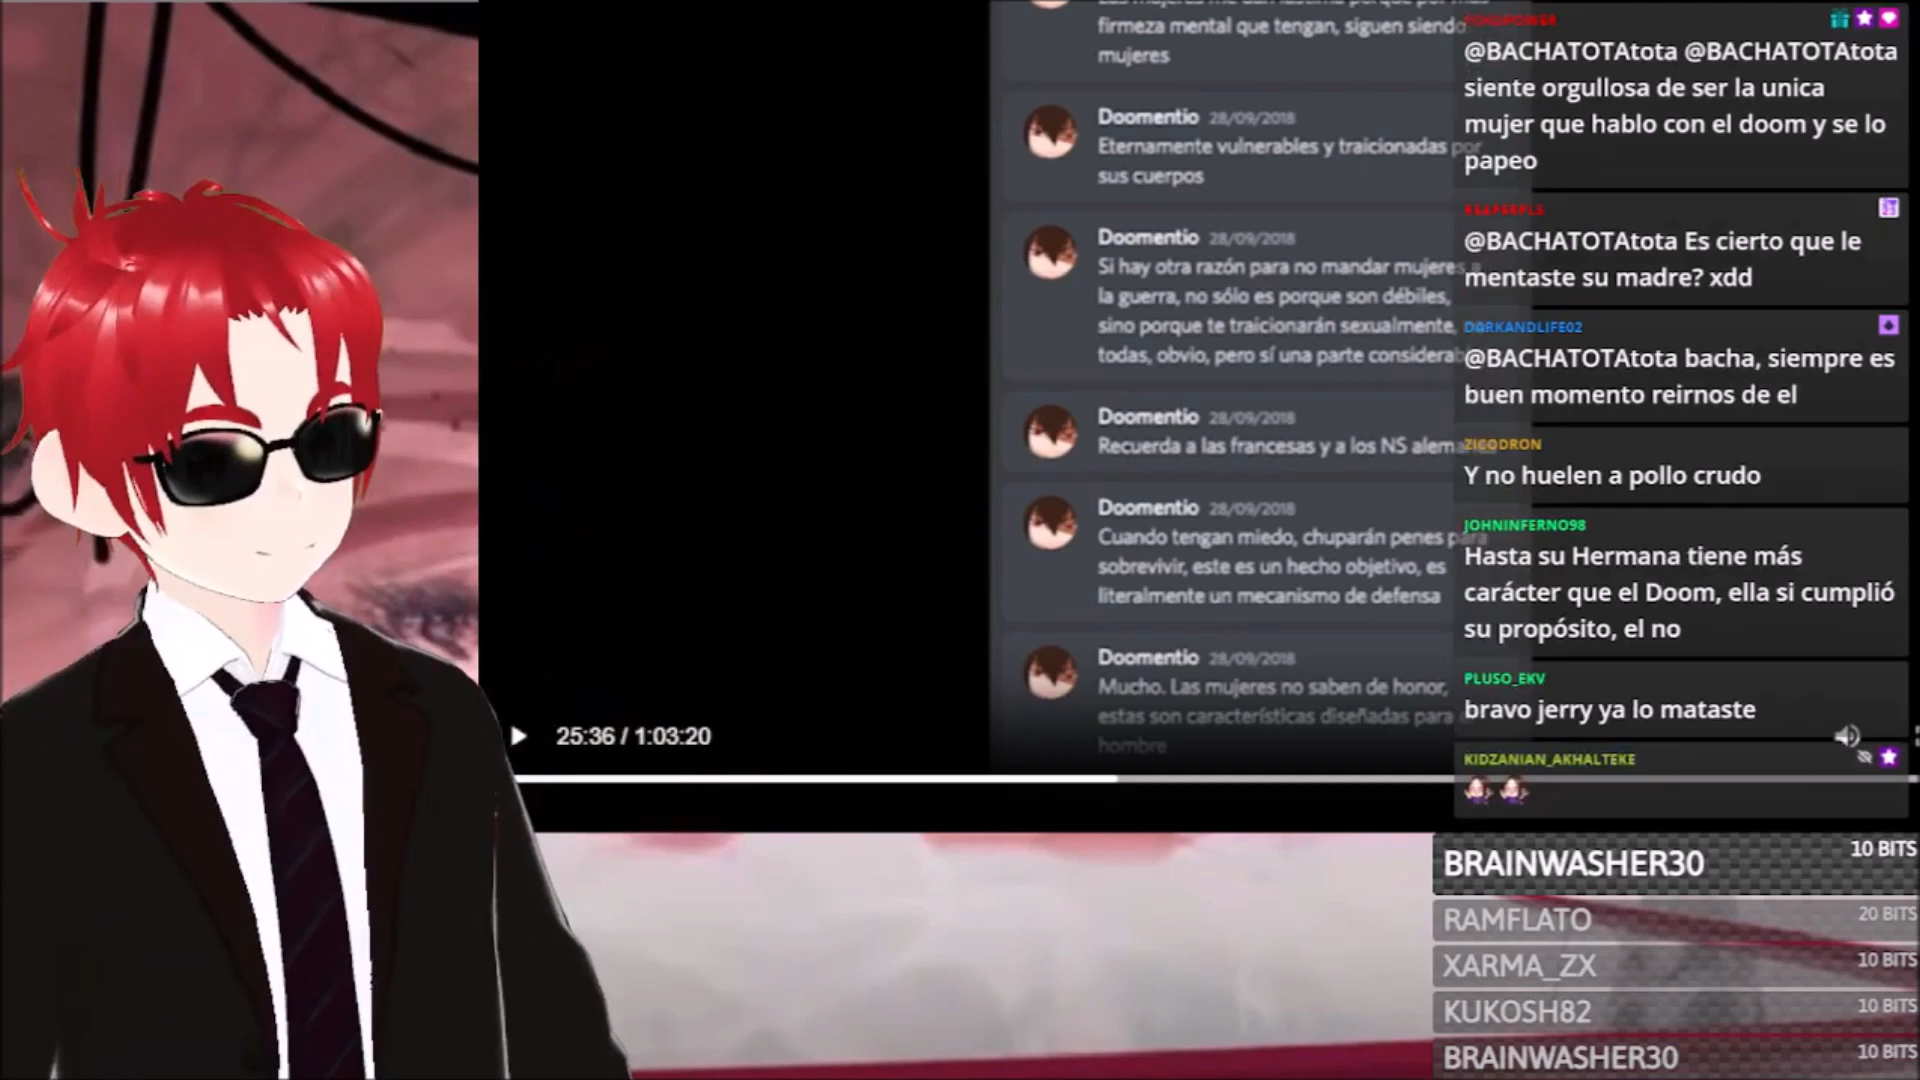 firmeza mental que tengan, siguen siendo
mujeres
Doomentio 28/09/2018
Eternamente vulnerables y traicionadas por
sus cuerpos
Doomentio 28/09/2018
Si hay otra razón para no mandar mujeres a
la guerra, no sólo es porque son débiles,
sino porque te traicionarán sexualmente,
todas, obvio, pero sí una parte considerab
Doomentio 28/09/2018
Recuerda a las francesas y a los NS alema
Doomentio 28/09/2018
Cuando tengan miedo, chuparán penes para
sobrevivir, este es un hecho objetivo, es
literalmente un mecanismo de defensa
Doomentio 28/09/2018
Mucho. Las mujeres no saben de honor,
estas son características diseñadas para
hombre
25:36 / 1:03:20
@BACHATOTAtota @BACHATOTAtota
siente orgullosa de ser la unica
mujer que hablo con el doom y se lo
papeo
@BACHATOTAtota Es cierto que le
mentaste su madre? xdd
DARKANDLIFE02
@BACHATOTAtota bacha, siempre es
buen momento reirnos de el
ZICODRON
Y no huelen a pollo crudo
JOHNINFERNO98
Hasta su Hermana tiene más
carácter que el Doom, ella si cumplió
su propósito, el no
PLUSO_EKV
bravo jerry ya lo mataste
KIDZANIAN_AKHALTEKE
BRAINWASHER30 10 BITS
RAMFLATO 20 BITS
XARMA_ZX 10 BITS
KUKOSH82 10 BITS
BRAINWASHER30 10 BITS